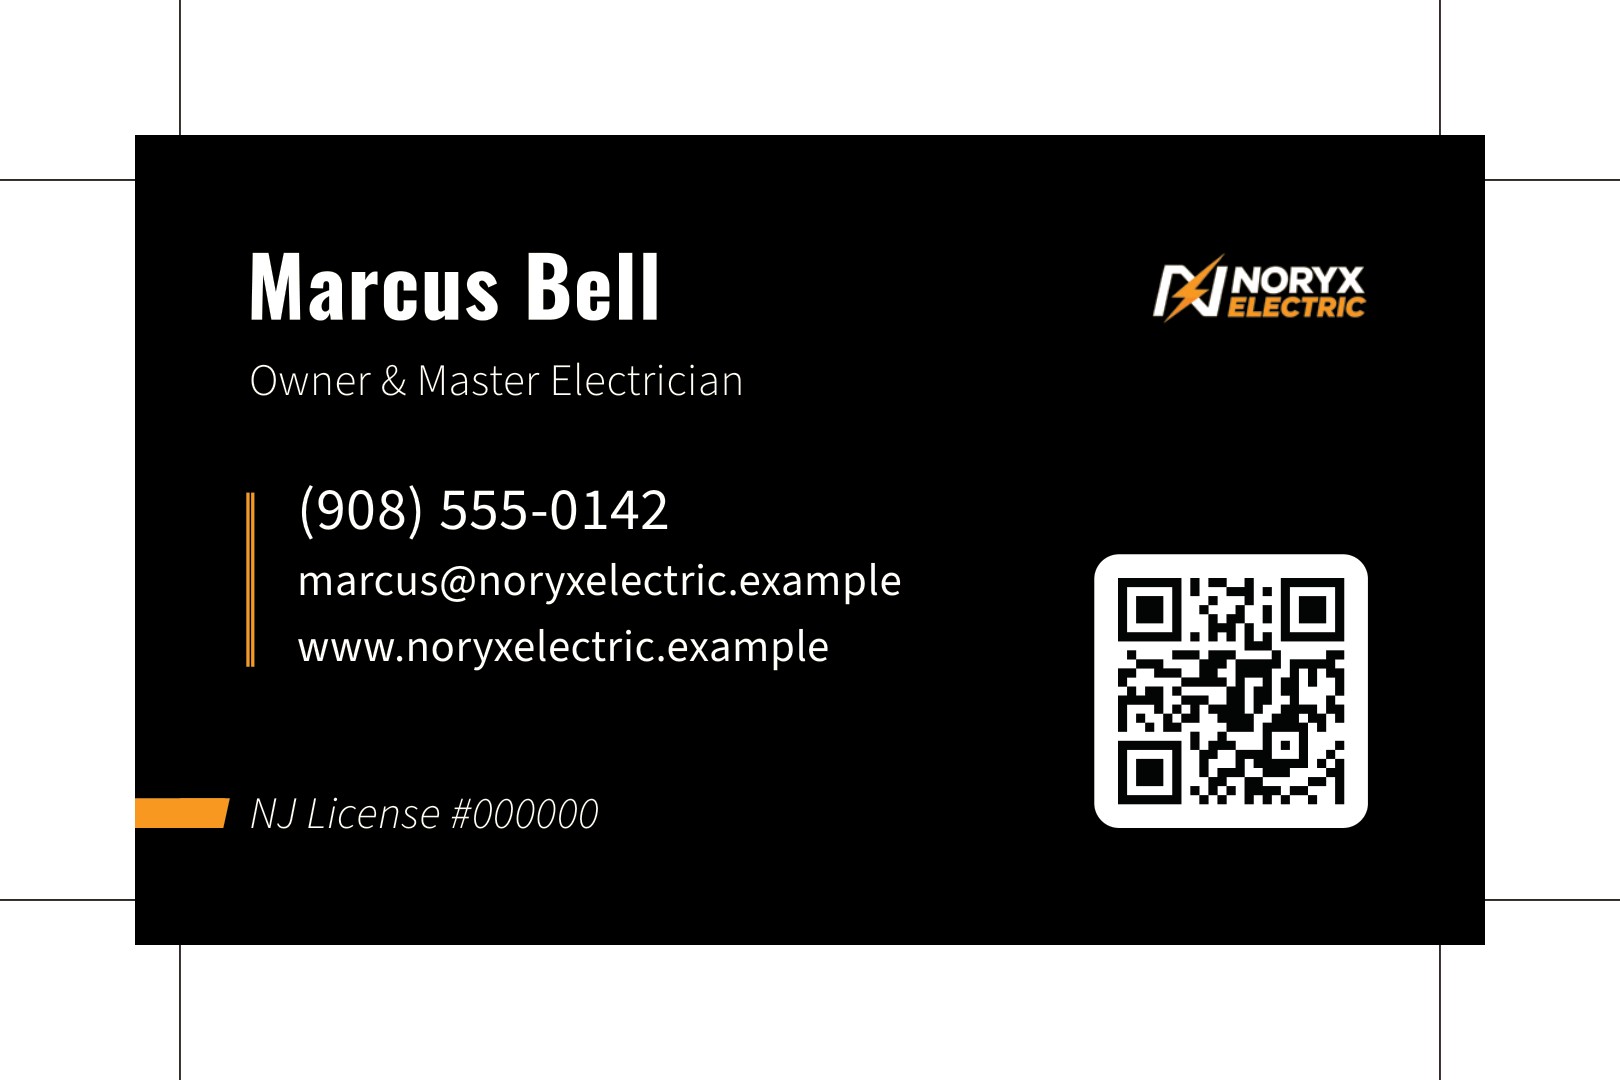 Marcus Bell
NORYX
ELECTRIC
Owner & Master Electrician
(908) 555-0142
marcus@noryxelectric.example
www.noryxelectric.example
NJ License #000000